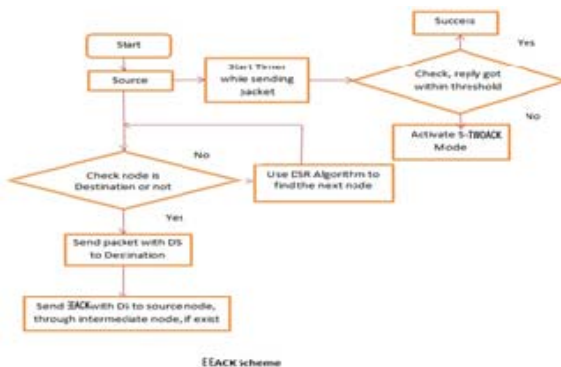 Start
Source
Start Timer
while sending
packet
Success
Yes
Check, reply got
within threshold
No
Activate S-TWOACK
Mode
No
Check node is
Destination or not
Use DSR Algorithm to
find the next node
Yes
Send packet with DS
to Destination
Send EACK with DS to source node,
through intermediate node, if exist
EEACK Scheme